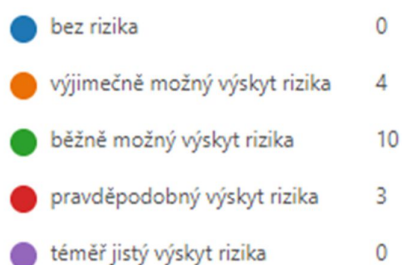 bez rizika 0
výjimečně možný výskyt rizika 4
běžně možný výskyt rizika 10
pravděpodobný výskyt rizika 3
téměř jistý výskyt rizika 0